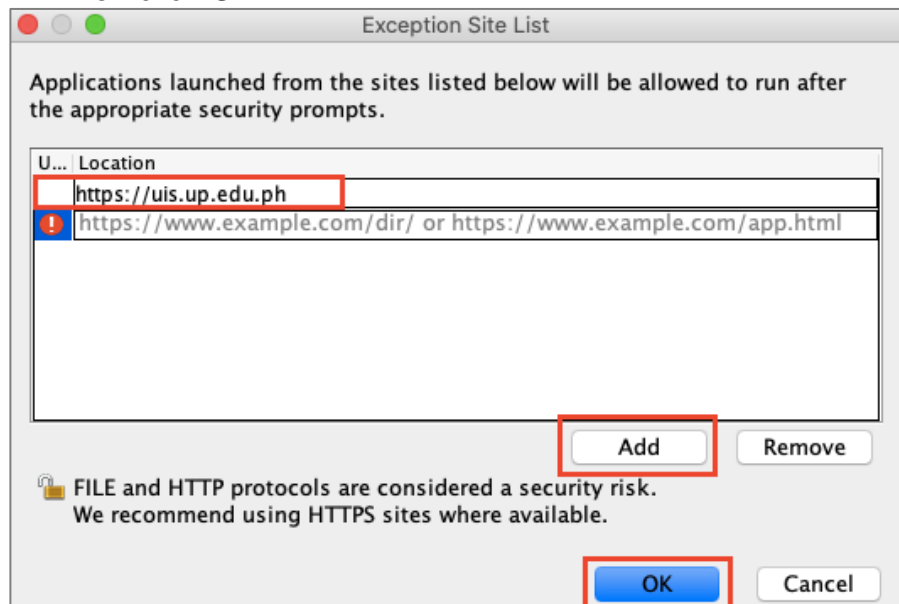 Exception Site List
Applications launched from the sites listed below will be allowed to run after
the appropriate security prompts.
U... Location
https://uis.up.edu.ph
https://www.example.com/dir/ or https://www.example.com/app.html
Add Remove
FILE and HTTP protocols are considered a security risk.
We recommend using HTTPS sites where available.
OK Cancel